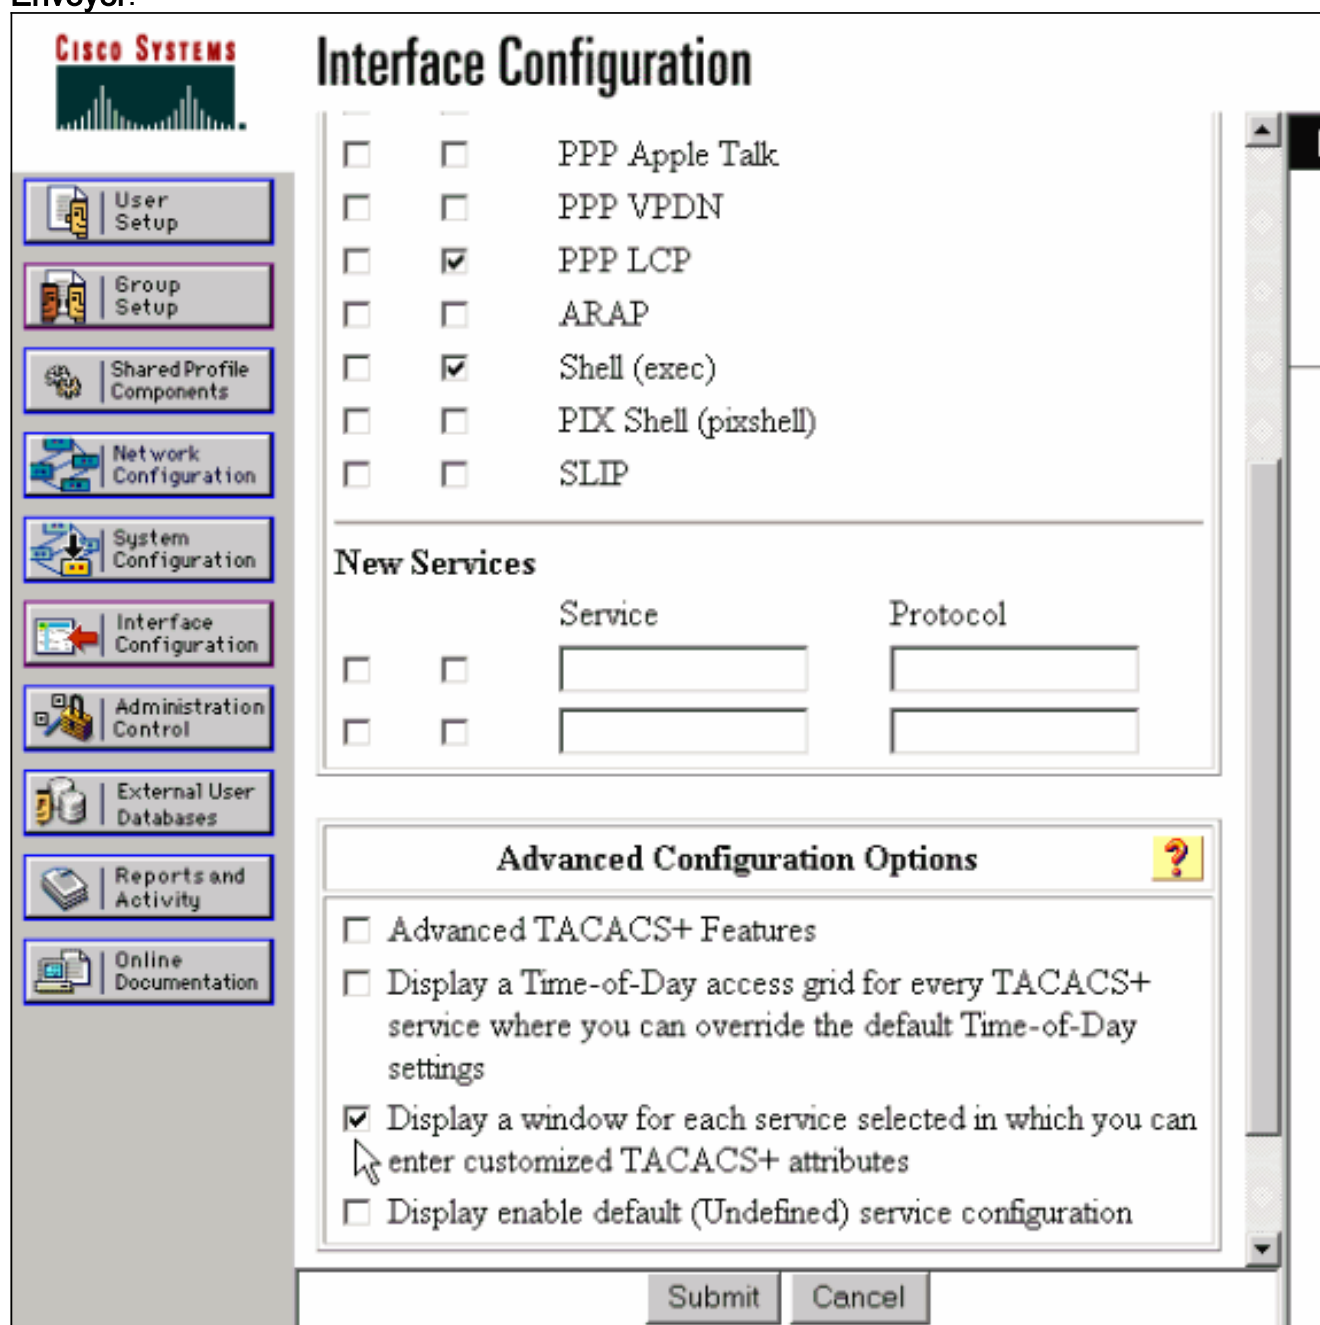 Envoyer.
CISCO SYSTEMS
Interface Configuration
User
Setup
Group
Setup
Shared Profile
Components
Network
Configuration
System
Configuration
Interface
Configuration
Administration
Control
External User
Databases
Reports and
Activity
Online
Documentation
PPP Apple Talk
PPP VPDN
PPP LCP
ARAP
Shell (exec)
PIX Shell (pixshell)
SLIP
New Services
Service Protocol
Advanced Configuration Options ?
Advanced TACACS+ Features
Display a Time-of-Day access grid for every TACACS+
service where you can override the default Time-of-Day
settings
Display a window for each service selected in which you can
enter customized TACACS+ attributes
Display enable default (Undefined) service configuration
Submit Cancel